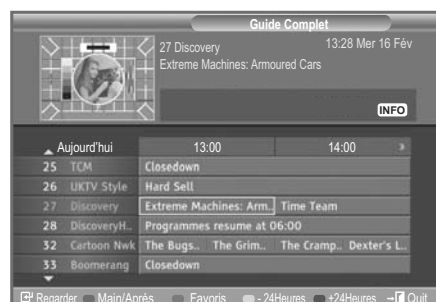 Guide Complet
27 Discovery 13:28 Mer 16 Fév
Extreme Machines: Armoured Cars
INFO
Aujourd'hui 13:00 14:00
25 TCM Closedown
26 UKTV Style Hard Sell
27 Discovery Extreme Machines: Arm.. Time Team
28 DiscoveryH.. Programmes resume at 06:00
32 Cartoon Nwk The Bugs.. The Grim.. The Cramp.. Dexter's L..
33 Boomerang Closedown
Regarder Main/Aprés Favoris - 24Heures +24Heures Quit